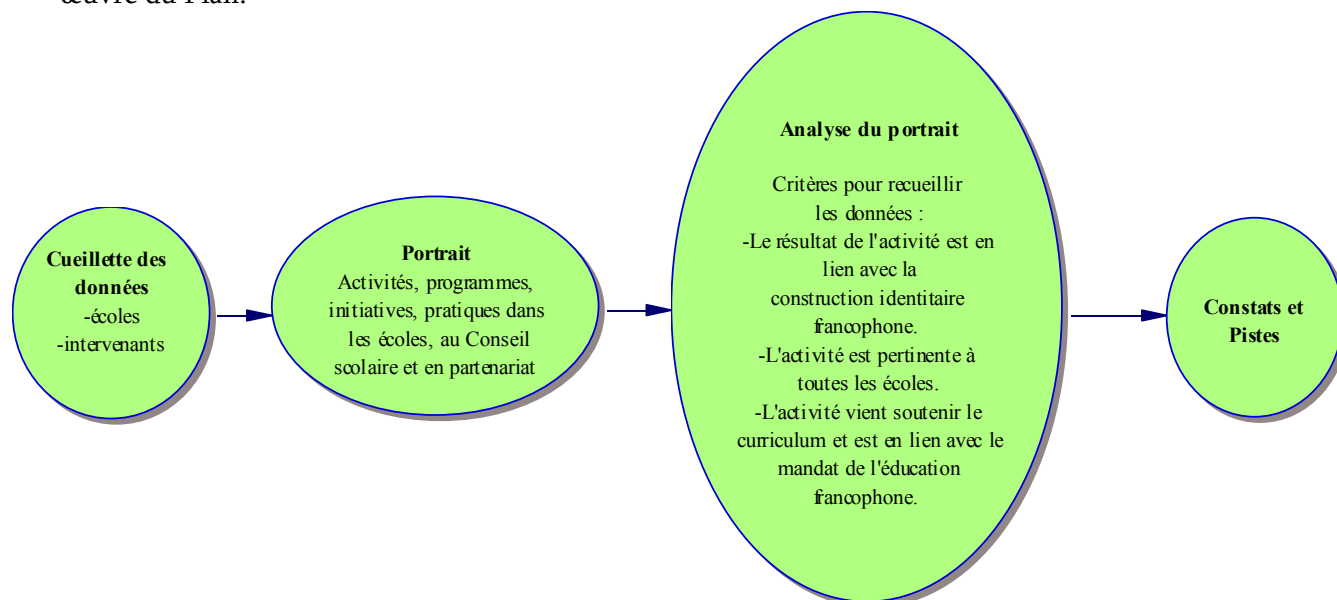 œuvre du Plan.
Cueillette des
données
-écoles
-intervenants
Portrait
Activités, programmes,
initiatives, pratiques dans
les écoles, au Conseil
scolaire et en partenariat
Analyse du portrait
Critères pour recueillir
les données :
-Le résultat de l'activité est en
lien avec la
construction identitaire
francophone.
-L'activité est pertinente à
toutes les écoles.
-L'activité vient soutenir le
curriculum et est en lien avec le
mandat de l'éducation
francophone.
Constats et
Pistes